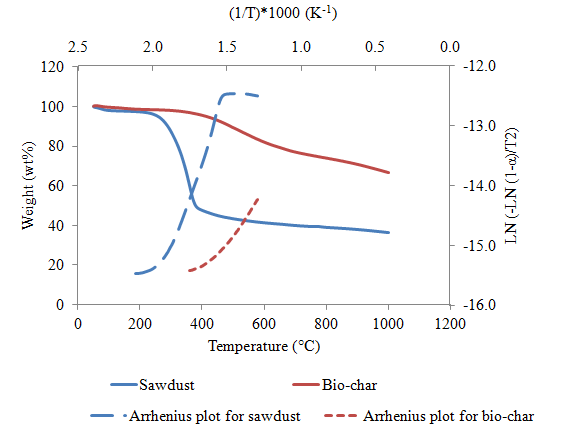 (1/T)*1000 (K-1)
2.5 2.0 1.5 1.0 0.5 0.0
120 -12.0
100 -13.0
80
60 -14.0
40 -15.0
20
0 -16.0
Weight (wt%)
LN (-LN (1-α)/T2)
0 200 400 600 800 1000 1200
Temperature (°C)
Sawdust Bio-char
Arrhenius plot for sawdust Arrhenius plot for bio-char